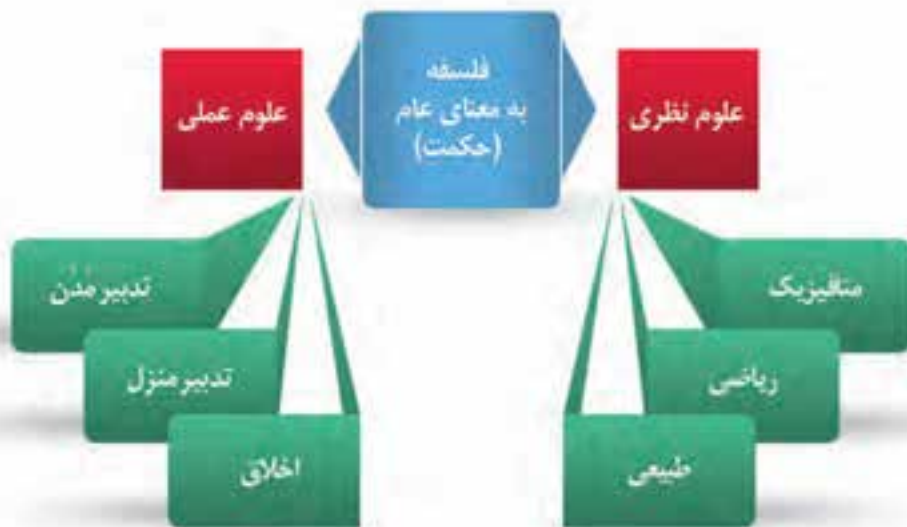 فلسفه
به معنای عام
(حکمت)
علوم نظری
علوم عملی
متافیزیک
ریاضی
طبیعی
تدبیر مُدُن
تدبیر منزل
اخلاق